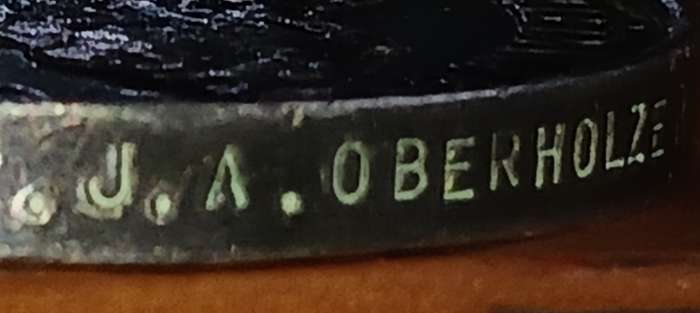 . J. A. OBERHOLZE